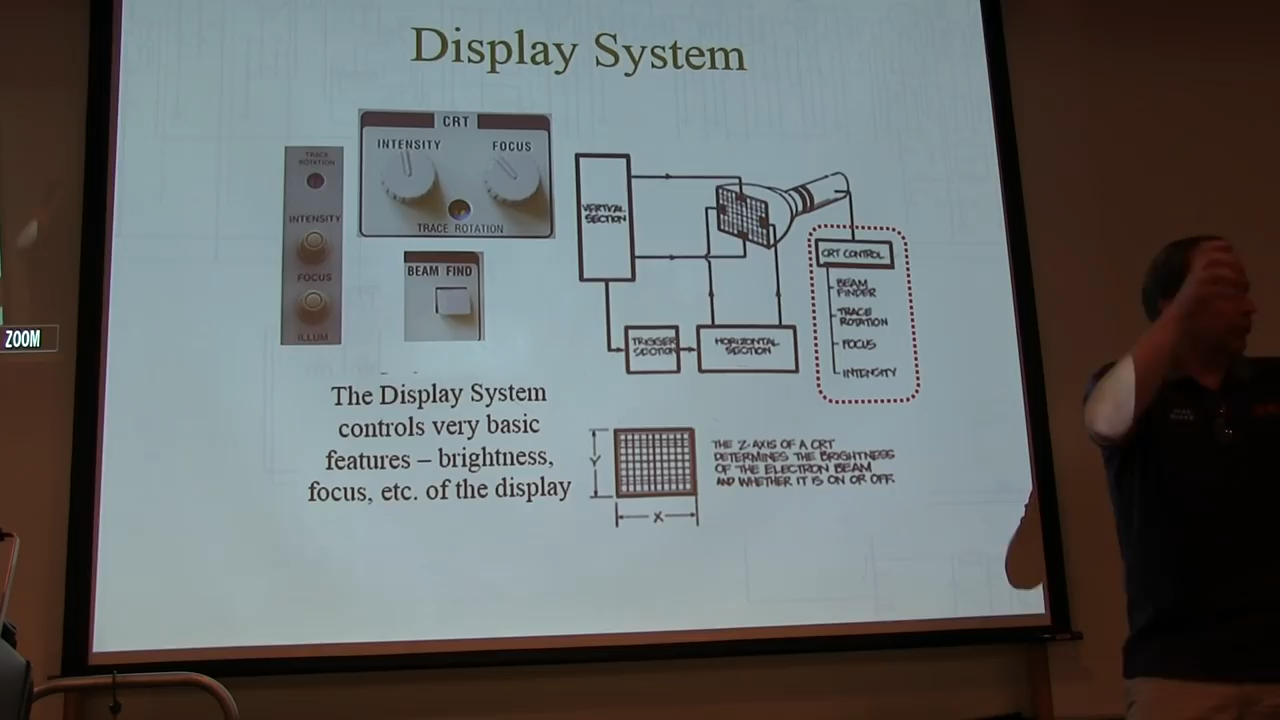 Display System
CRT
INTENSITY
FOCUS
TRACE ROTATION
TRACE
ROTATION
INTENSITY
FOCUS
ILLUM
BEAM FIND
VERTICAL
SECTION
TRIGGER
SECTION
HORIZONTAL
SECTION
CRT CONTROL
BEAM
FINDER
TRACE
ROTATION
FOCUS
INTENSITY
The Display System
controls very basic
features – brightness,
focus, etc. of the display
Y
X
THE Z-AXIS OF A CRT
DETERMINES THE BRIGHTNESS
OF THE ELECTRON BEAM
AND WHETHER IT IS ON OR OFF.
ZOOM